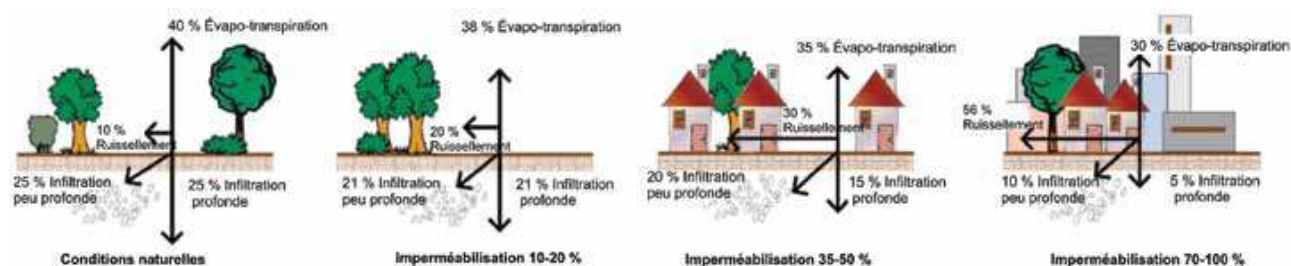 40 % Évapo-transpiration
10 %
Ruissellement
25 % Infiltration
peu profonde
25 % Infiltration
profonde
Conditions naturelles
38 % Évapo-transpiration
20 %
Ruissellement
21 % Infiltration
peu profonde
21 % Infiltration
profonde
Imperméabilisation 10-20 %
35 % Évapo-transpiration
30 %
Ruissellement
20 % Infiltration
peu profonde
15 % Infiltration
profonde
Imperméabilisation 35-50 %
30 % Évapo-transpiration
56 %
Ruissellement
10 % Infiltration
peu profonde
5 % Infiltration
profonde
Imperméabilisation 70-100 %